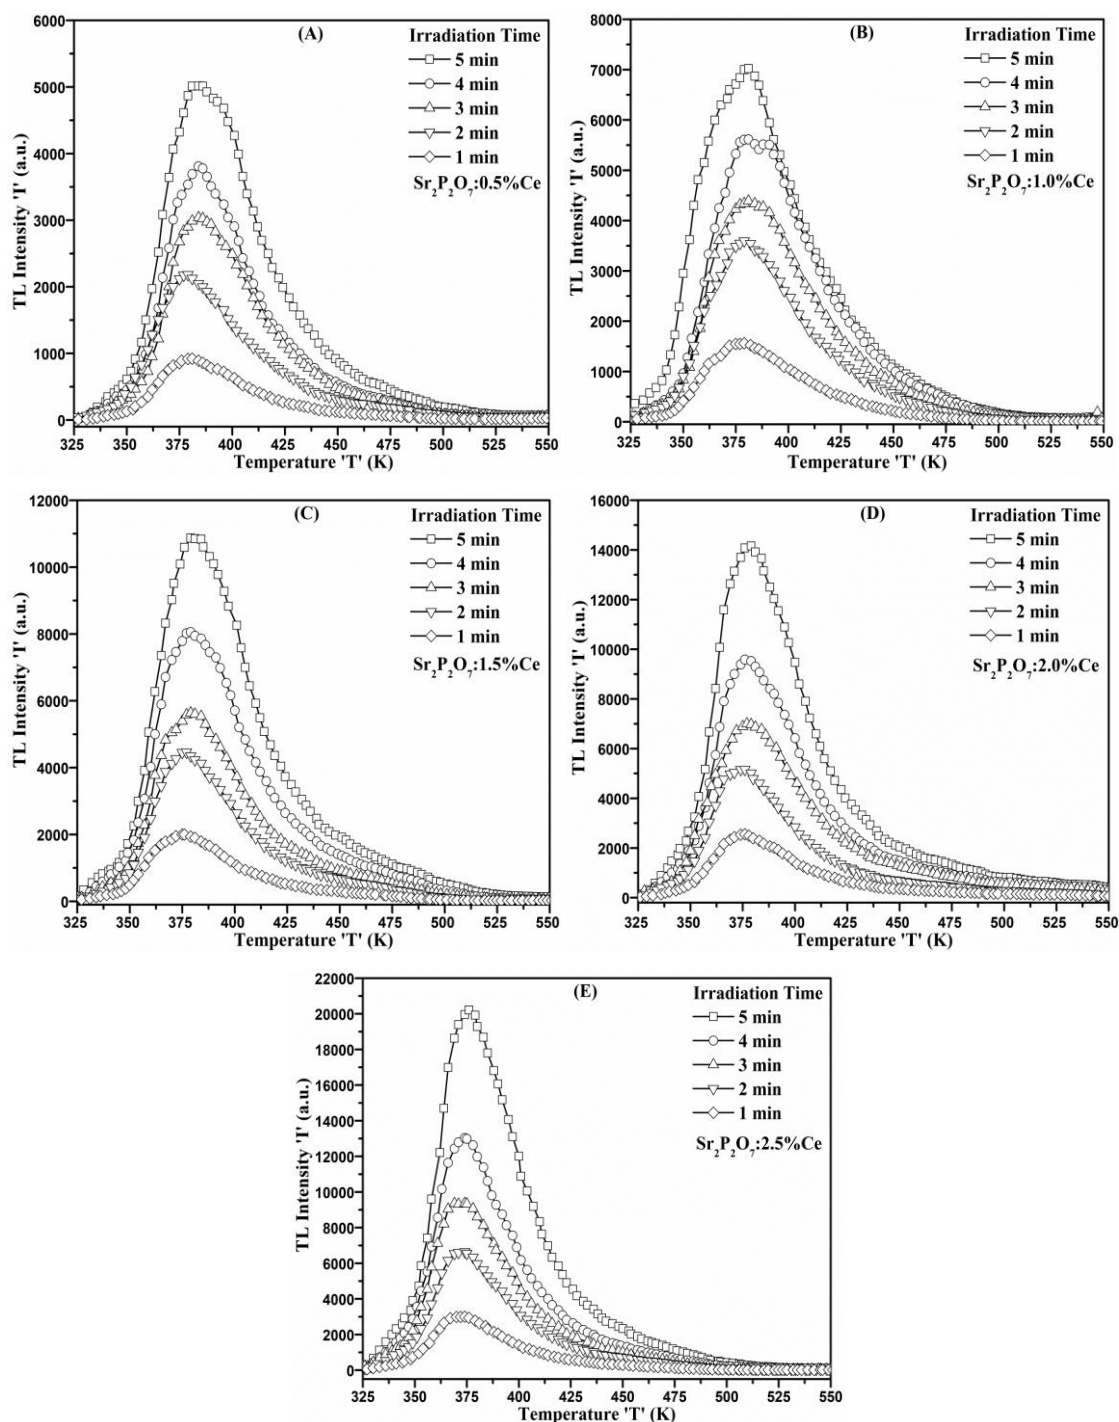 (A)
Irradiation Time
5 min
4 min
3 min
2 min
1 min
Sr₂P₂O₇:0.5%Ce
TL Intensity 'I' (a.u.)
6000
5000
4000
3000
2000
1000
0
325 350 375 400 425 450 475 500 525 550
Temperature 'T' (K)
(B)
Irradiation Time
5 min
4 min
3 min
2 min
1 min
Sr₂P₂O₇:1.0%Ce
TL Intensity 'I' (a.u.)
8000
7000
6000
5000
4000
3000
2000
1000
0
325 350 375 400 425 450 475 500 525 550
Temperature 'T' (K)
(C)
Irradiation Time
5 min
4 min
3 min
2 min
1 min
Sr₂P₂O₇:1.5%Ce
TL Intensity 'I' (a.u.)
12000
10000
8000
6000
4000
2000
0
325 350 375 400 425 450 475 500 525 550
Temperature 'T' (K)
(D)
Irradiation Time
5 min
4 min
3 min
2 min
1 min
Sr₂P₂O₇:2.0%Ce
TL Intensity 'I' (a.u.)
16000
14000
12000
10000
8000
6000
4000
2000
0
325 350 375 400 425 450 475 500 525 550
Temperature 'T' (K)
(E)
Irradiation Time
5 min
4 min
3 min
2 min
1 min
Sr₂P₂O₇:2.5%Ce
TL Intensity 'I' (a.u.)
22000
20000
18000
16000
14000
12000
10000
8000
6000
4000
2000
0
325 350 375 400 425 450 475 500 525 550
Temperature 'T' (K)